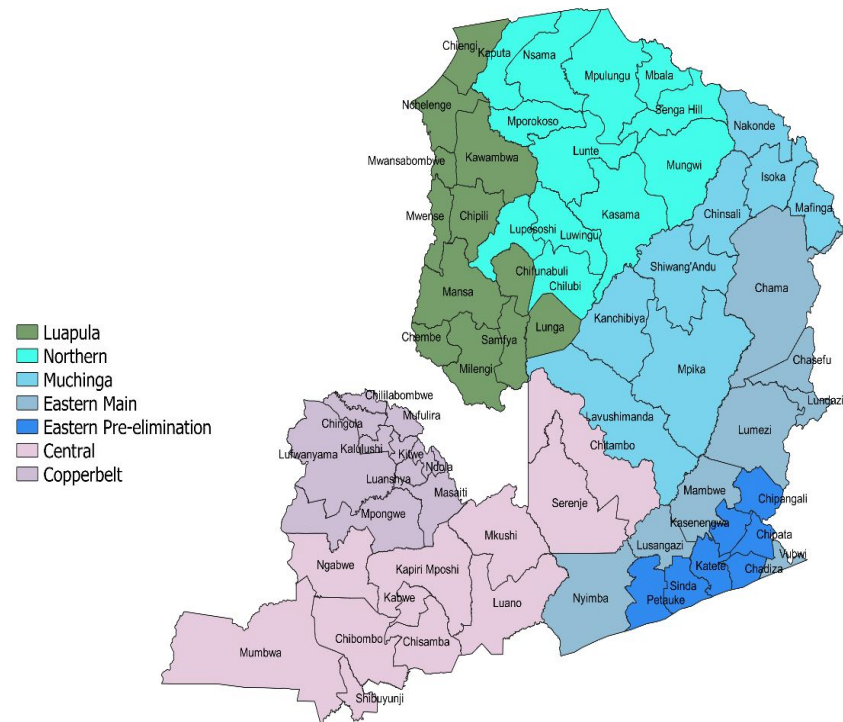 Chiengi
Kaputa
Nsama
Mpulungu
Mbala
Senga Hill
Nchelenge
Mporokoso
Nakonde
Mwansabombwe
Kawambwa
Lunte
Mungwi
Isoka
Mafinga
Mwense
Chipili
Kasama
Chinsali
Lupososhi
Luwingu
Shiwang'Andu
Chifunabuli
Chilubi
Chama
Mansa
Lunga
Kanchibiya
Chembe
Samfya
Milengi
Mpika
Chasefu
Lundazi
Luapula
Northern
Muchinga
Eastern Main
Eastern Pre-elimination
Central
Copperbelt
Chililabombwe
Mufulira
Chingola
Kalulushi
Kitwe
Lufwanyama
Ndola
Luanshya
Masaiti
Mpongwe
Lavushimanda
Chitambo
Lumezi
Serenje
Mambwe
Chipangali
Kasenengwa
Chipata
Mkushi
Lusangazi
Vubwi
Ngabwe
Kapiri Mposhi
Katete
Chadiza
Sinda
Petauke
Nyimba
Kabwe
Luano
Mumbwa
Chibombo
Chisamba
Shibuyunji